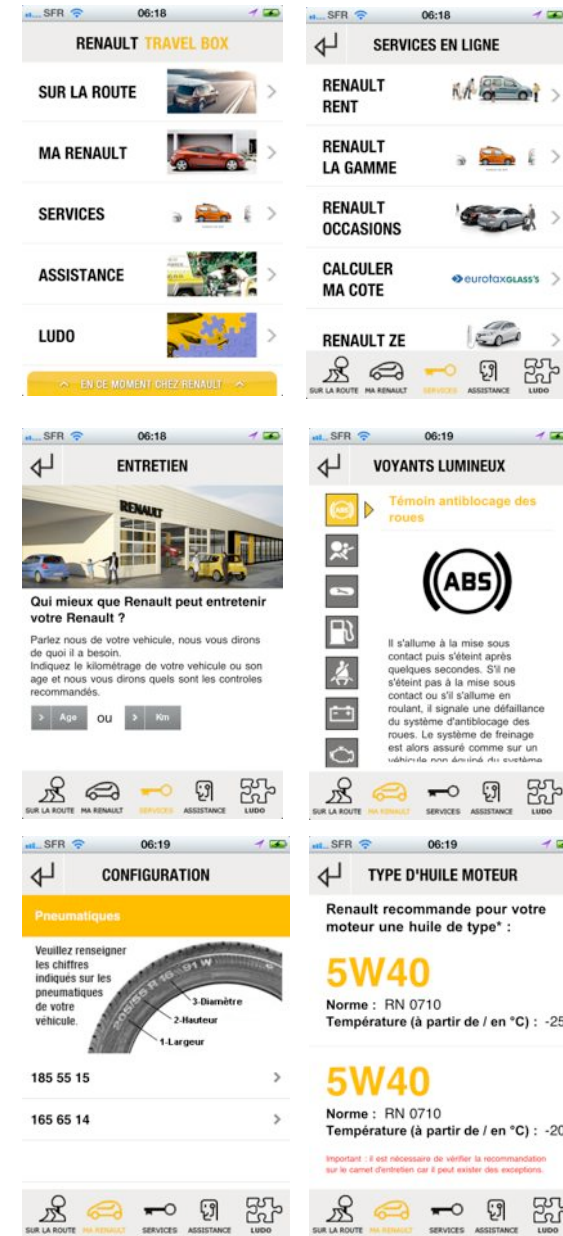 SFR 06:18
RENAULT TRAVEL BOX
SUR LA ROUTE
MA RENAULT
SERVICES
ASSISTANCE
LUDO
EN CE MOMENT CHEZ RENAULT
SFR 06:18
SERVICES EN LIGNE
RENAULT
RENT
RENAULT
LA GAMME
RENAULT
OCCASIONS
CALCULER
MA COTE
eurotaxGLASS'S
RENAULT ZE
SUR LA ROUTE MA RENAULT SERVICES ASSISTANCE LUDO
SFR 06:18
ENTRETIEN
RENAULT
Qui mieux que Renault peut entretenir
votre Renault ?
Parlez nous de votre vehicule, nous vous dirons
de quoi il a besoin.
Indiquez le kilométrage de votre vehicule ou son
age et nous vous dirons quels sont les controles
recommandés.
> Age ou > Km
SUR LA ROUTE MA RENAULT SERVICES ASSISTANCE LUDO
SFR 06:19
VOYANTS LUMINEUX
Témoin antiblocage des
roues
ABS
Il s'allume à la mise sous
contact puis s'éteint après
quelques secondes. S'il ne
s'éteint pas à la mise sous
contact ou s'il s'allume en
roulant, il signale une défaillance
du système d'antiblocage des
roues. Le système de freinage
est alors assuré comme sur un
véhicule non équipé du système
SUR LA ROUTE MA RENAULT SERVICES ASSISTANCE LUDO
SFR 06:19
CONFIGURATION
Pneumatiques
Veuillez renseigner
les chiffres
indiqués sur les
pneumatiques
de votre
véhicule.
205/55 R 16 91 W
3-Diamètre
2-Hauteur
1-Largeur
185 55 15
165 65 14
SUR LA ROUTE MA RENAULT SERVICES ASSISTANCE LUDO
SFR 06:19
TYPE D'HUILE MOTEUR
Renault recommande pour votre
moteur une huile de type* :
5W40
Norme : RN 0710
Température (à partir de / en °C) : -25
5W40
Norme : RN 0710
Température (à partir de / en °C) : -20
Important : il est nécessaire de vérifier la recommandation
sur le carnet d'entretien car il peut exister des exceptions.
SUR LA ROUTE MA RENAULT SERVICES ASSISTANCE LUDO